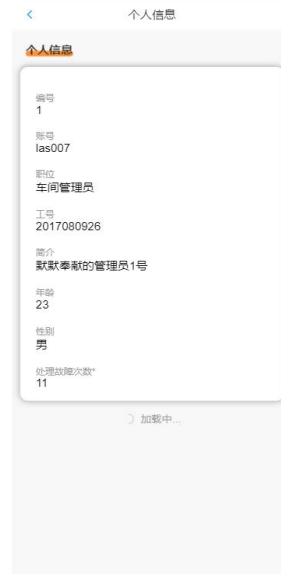 个人信息
个人信息
编号
1
账号
las007
职位
车间管理员
工号
2017080926
简介
默默奉献的管理员1号
年龄
23
性别
男
处理故障次数*
11
加载中...